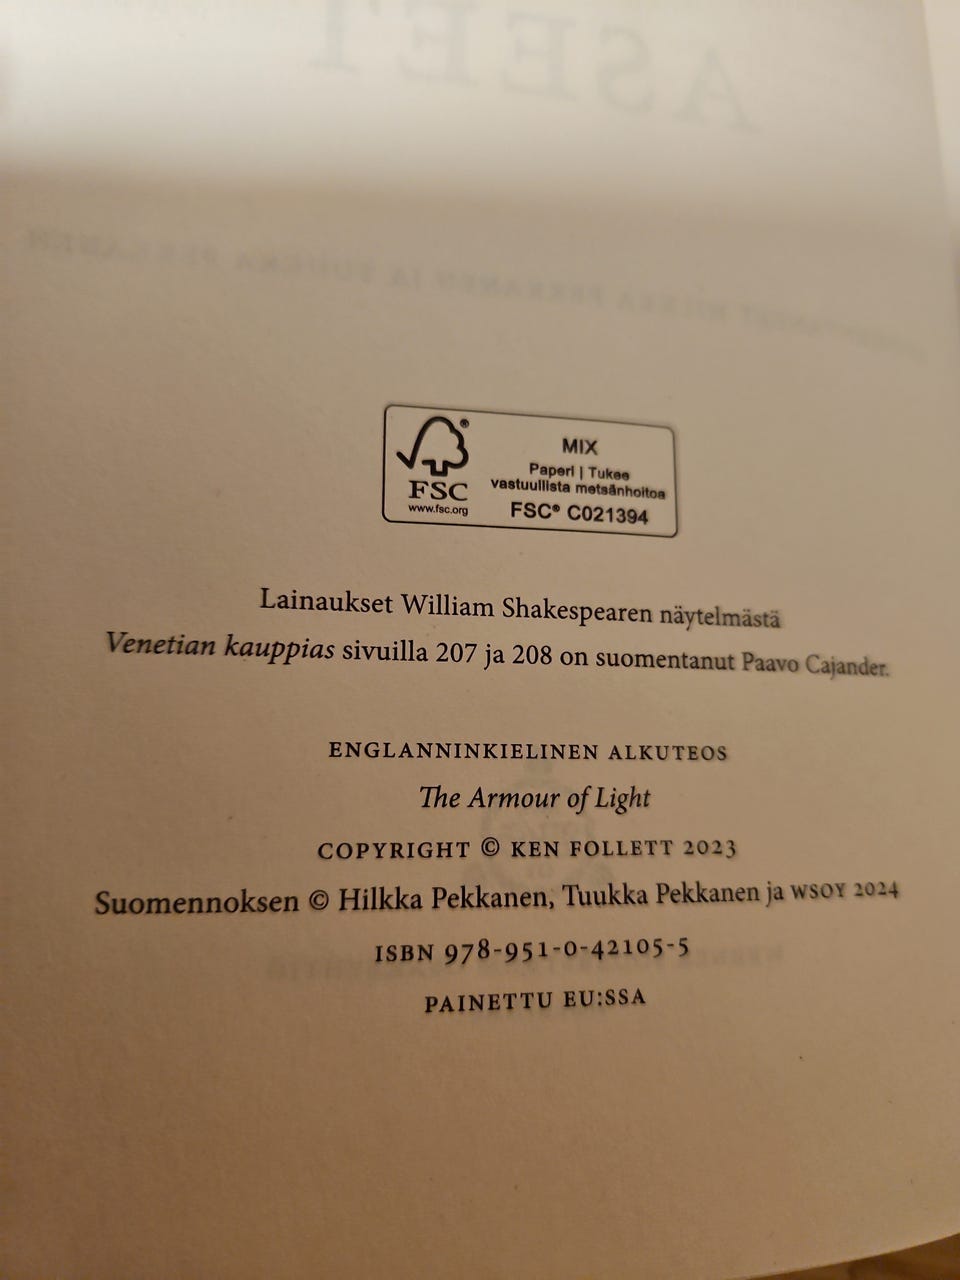 FSC®
www.fsc.org
MIX
Paperi | Tukee
vastuullista metsänhoitoa
FSC® C021394
Lainaukset William Shakespearen näytelmästä
Venetian kauppias sivuilla 207 ja 208 on suomentanut Paavo Cajander.
ENGLANNINKIELINEN ALKUTEOS
The Armour of Light
COPYRIGHT © KEN FOLLETT 2023
Suomennoksen © Hilkka Pekkanen, Tuukka Pekkanen ja WSOY 2024
ISBN 978-951-0-42105-5
PAINETTU EU:SSA